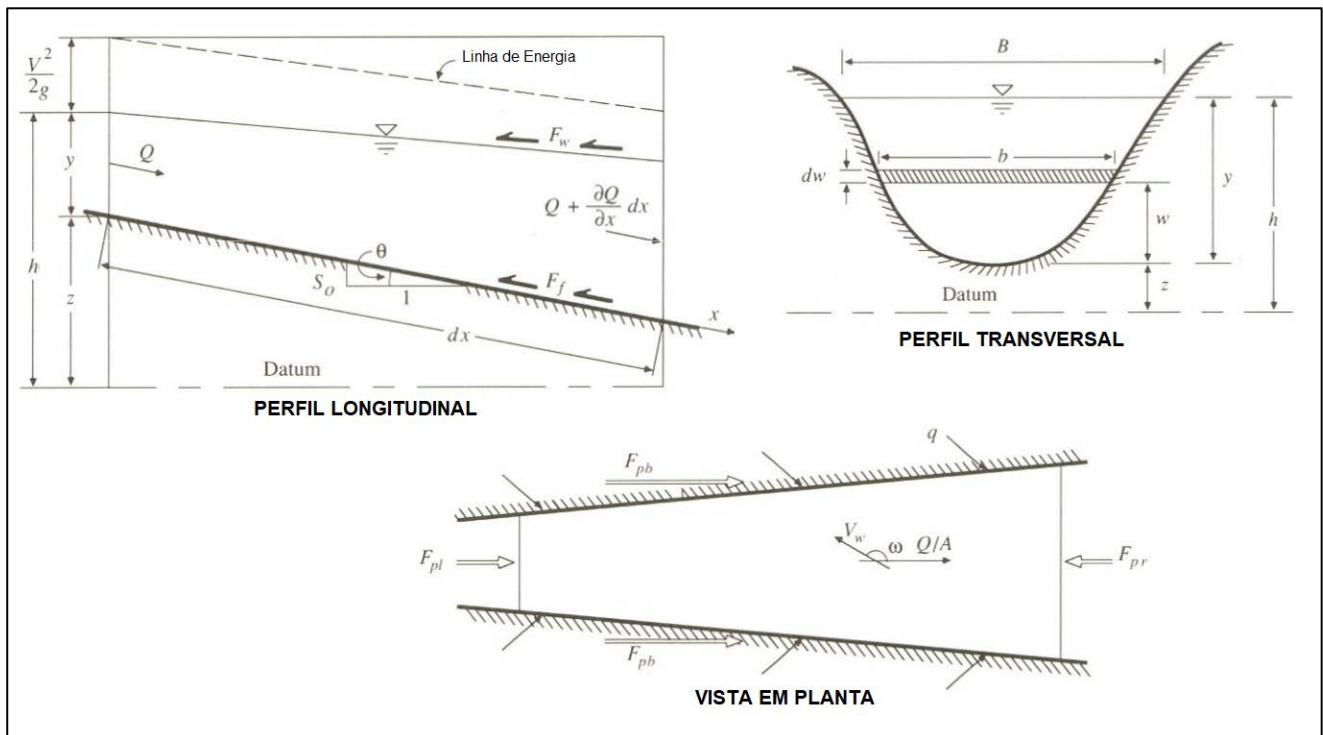 V²
2g
Linha de Energia
F_w
y
Q
Q + ∂Q/∂x dx
θ
h
S_o
1
F_f
z
x
dx
Datum
PERFIL LONGITUDINAL
B
b
dw
y
w
h
z
Datum
PERFIL TRANSVERSAL
q
F_pb
V_w
ω
Q/A
F_pl
F_pr
F_pb
VISTA EM PLANTA